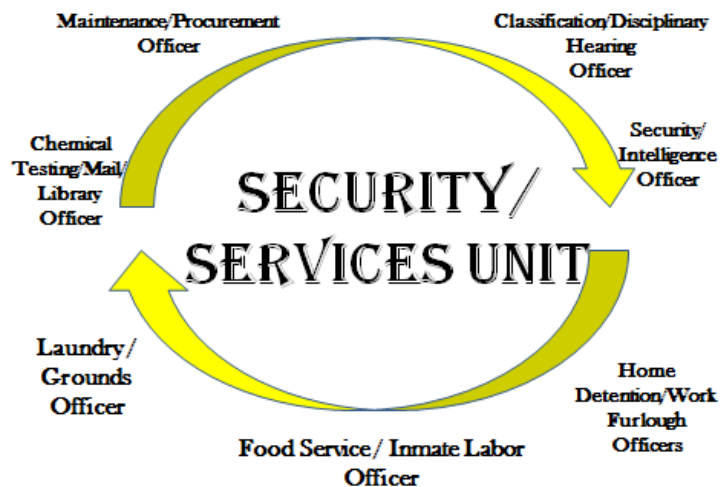 Maintenance/Procurement
Officer
Classification/Disciplinary
Hearing
Officer
Chemical
Testing/Mail/
Library
Officer
Security/
Intelligence
Officer
SECURITY/
SERVICES UNIT
Laundry/
Grounds
Officer
Home
Detention/Work
Furlough
Officers
Food Service/ Inmate Labor
Officer